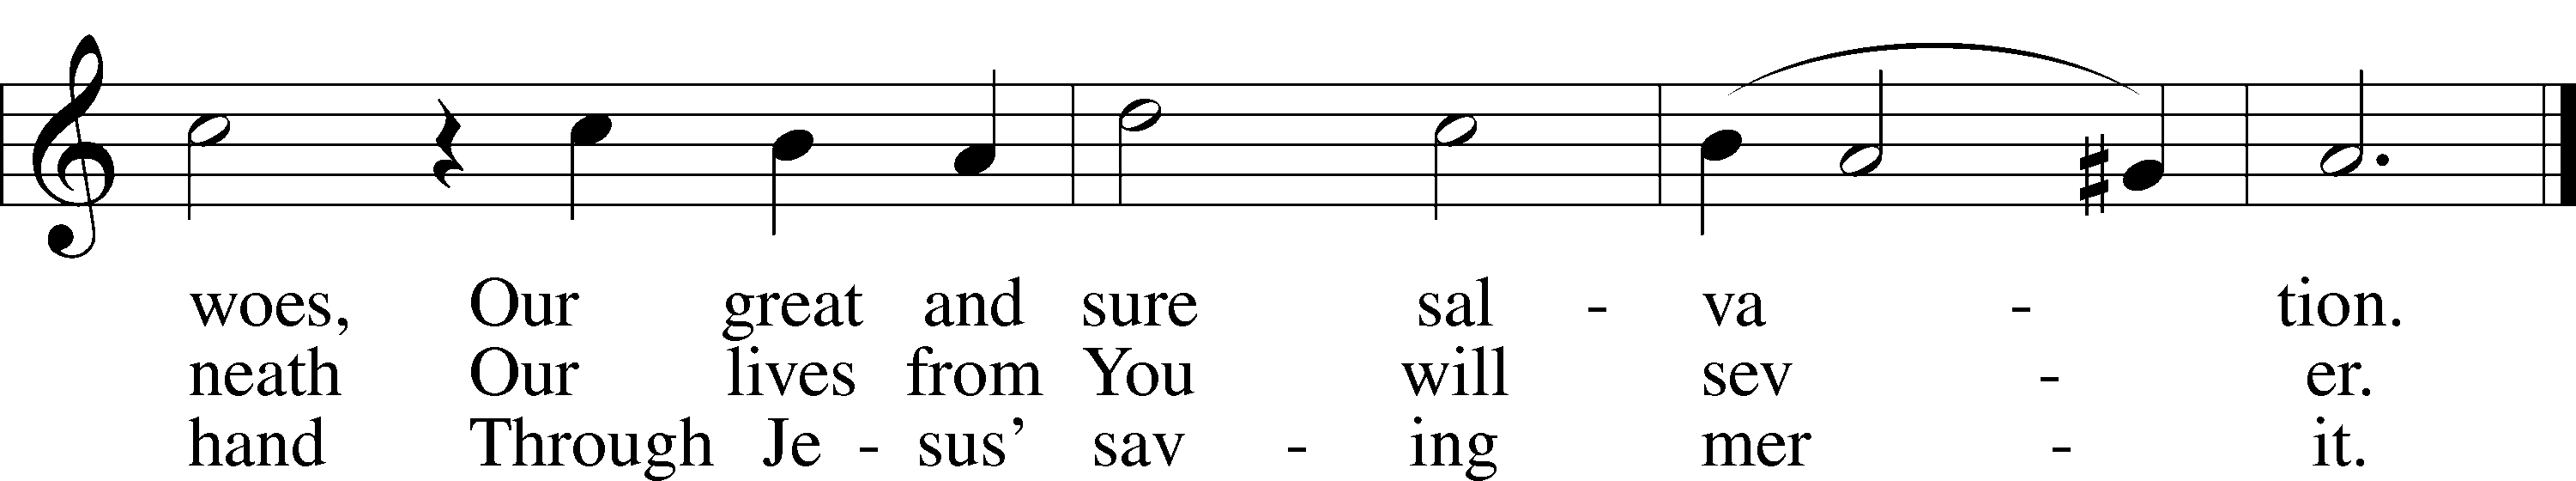 woes, Our great and sure sal - va - tion.
neath Our lives from You will sev - er.
hand Through Je - sus’ sav - ing mer - it.